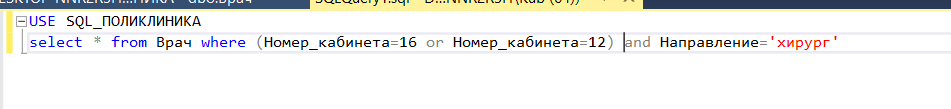 USE SQL_ПОЛИКЛИНИКА
select * from Врач where (Номер_кабинета=16 or Номер_кабинета=12) and Направление='хирург'